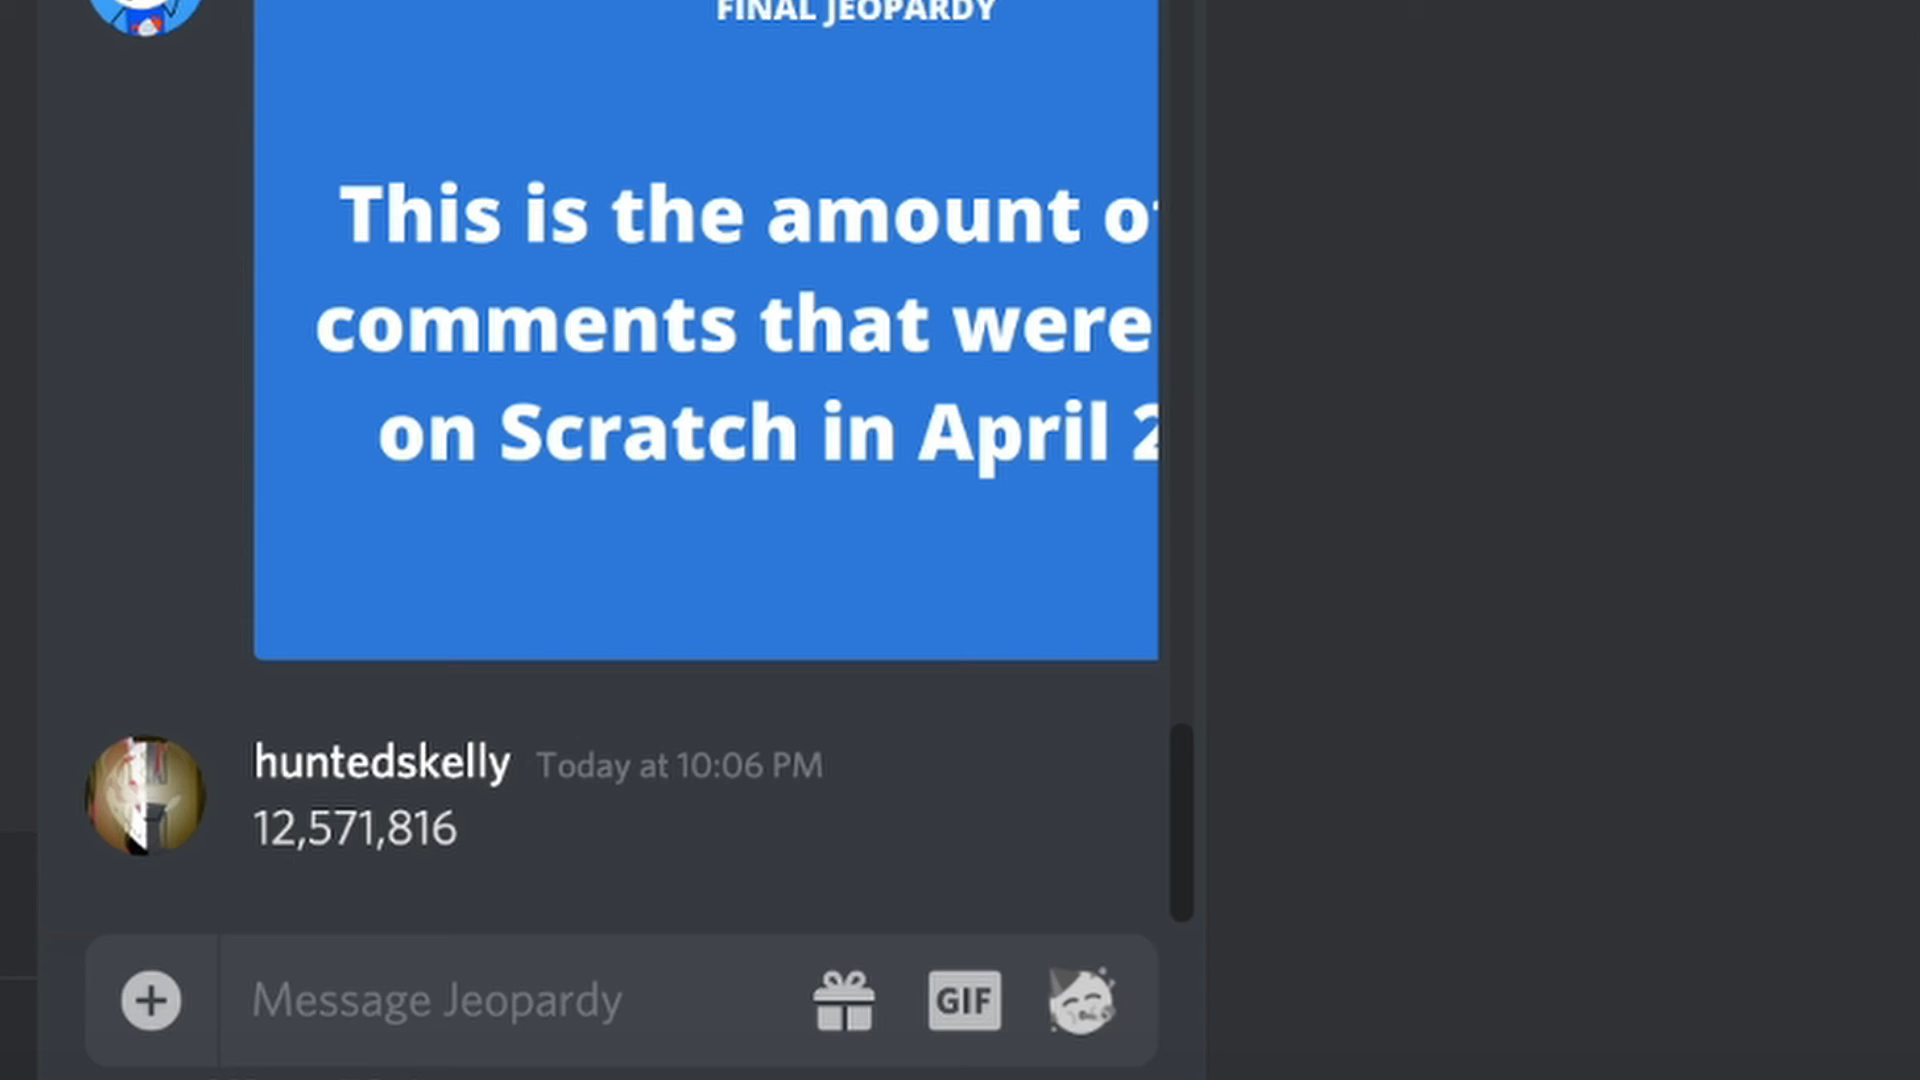 FINAL JEOPARDY
This is the amount
comments that were
on Scratch in April
huntedskelly Today at 10:06 PM
12,571,816
Message Jeopardy
GIF